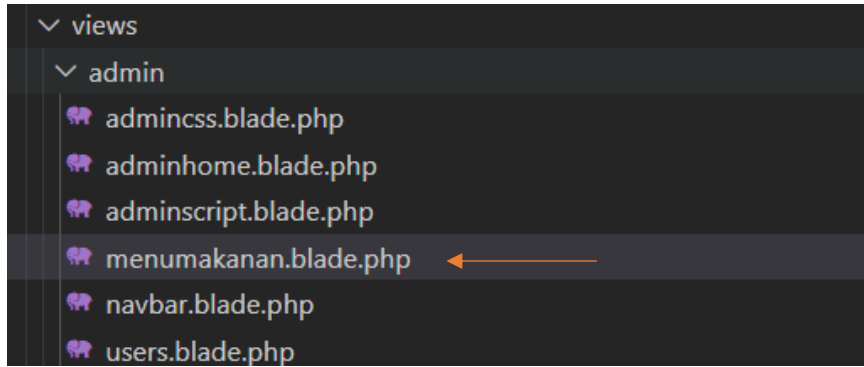 views
admin
admincss.blade.php
adminhome.blade.php
adminscript.blade.php
menumakanan.blade.php
navbar.blade.php
users.blade.php